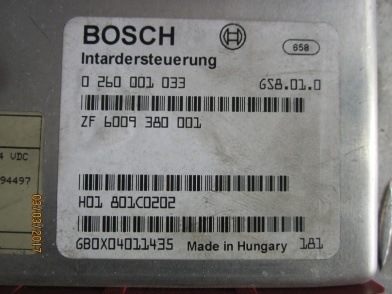 BOSCH
658
Intardersteuerung
0 260 001 033 GS8.01.0
ZF 6009 380 001
4 VDC
94497
H01 801C0202
GB0X04011435 Made in Hungary 181